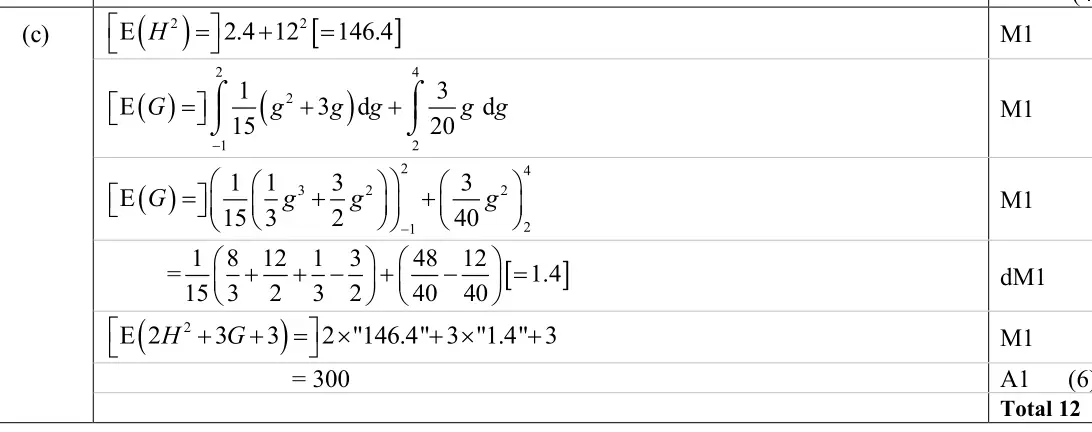 (c) [E(H²)=]2.4+12²[=146.4] M1
[E(G)=]∫₋₁² 1/15 (g²+3g)dg + ∫₂⁴ 3/20 g dg M1
[E(G)=](1/15(1/3 g³ + 3/2 g²))₋₁² + (3/40 g²)₂⁴ M1
=1/15(8/3 + 12/2 + 1/3 − 3/2) + (48/40 − 12/40)[=1.4] dM1
[E(2H²+3G+3)=]2×"146.4"+3×"1.4"+3 M1
= 300 A1 (6)
Total 12